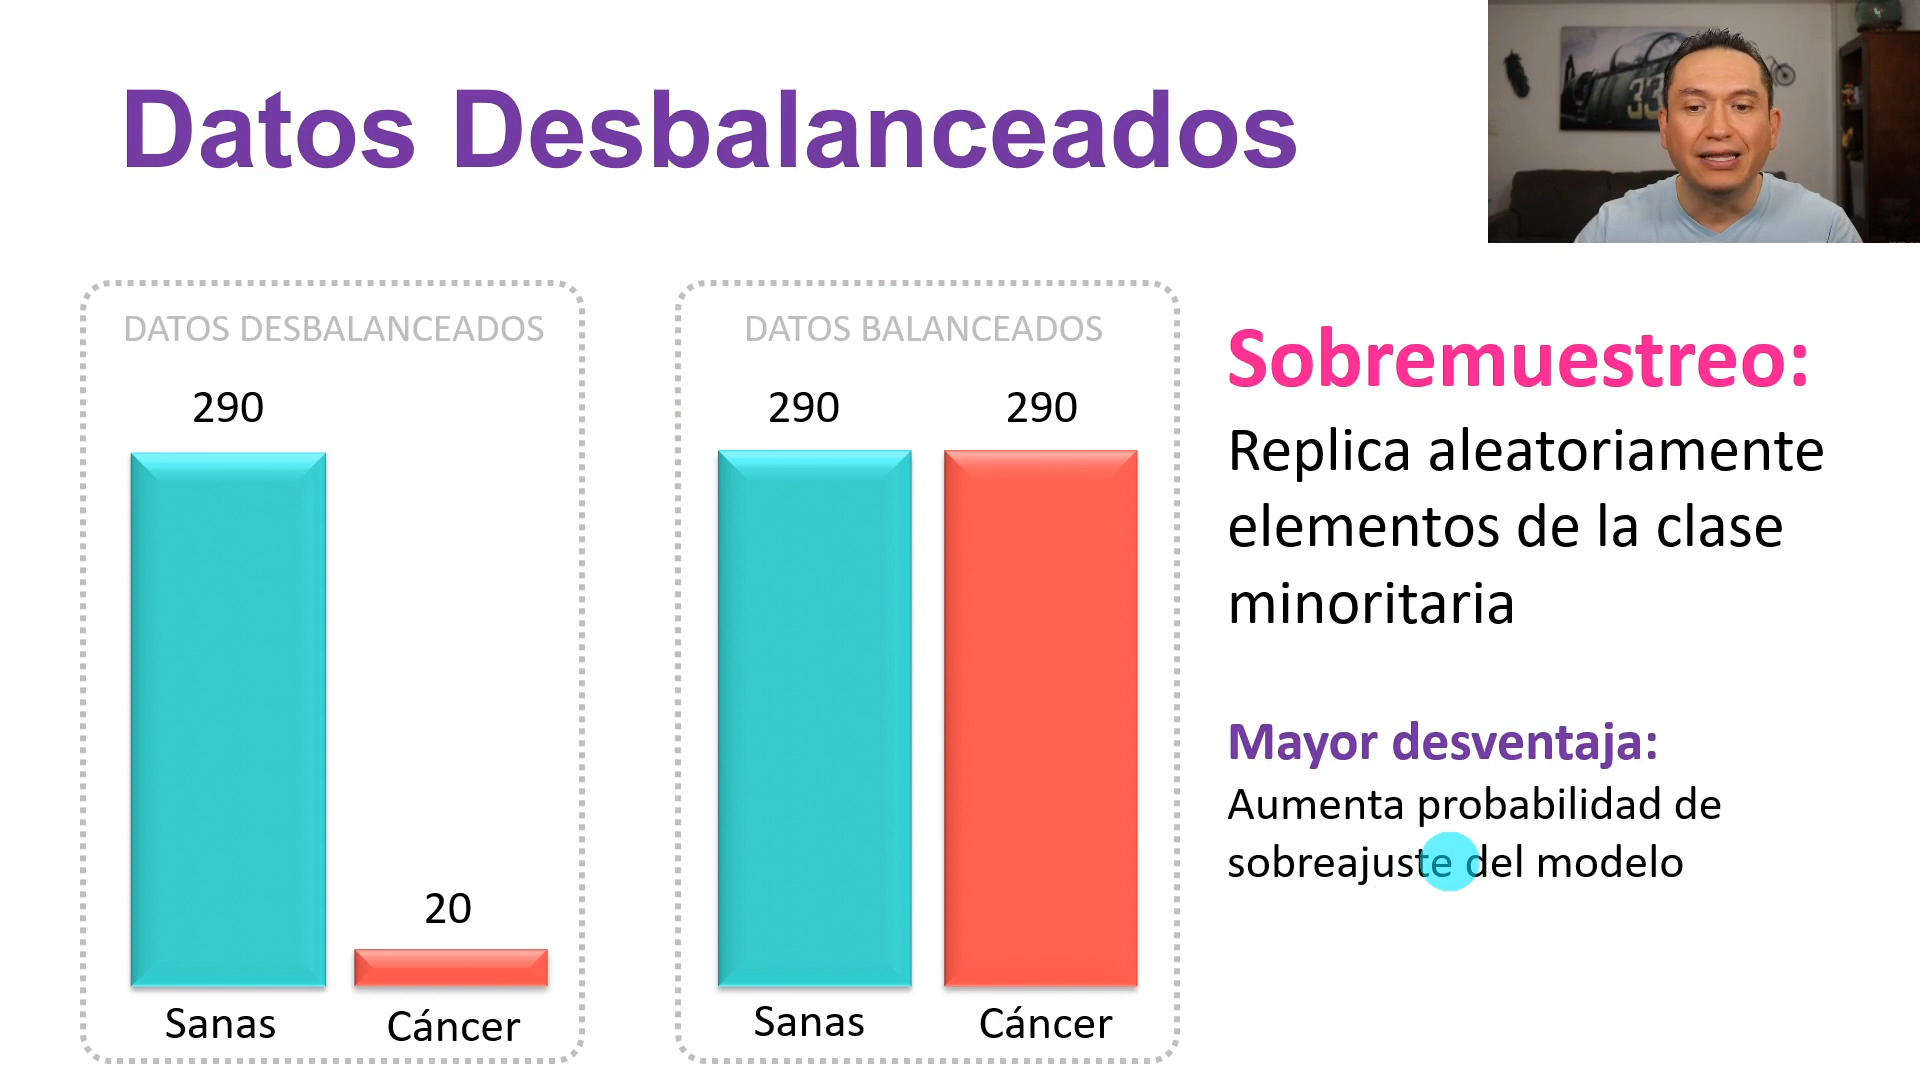 Datos Desbalanceados
33
DATOS DESBALANCEADOS
290
20
Sanas
Cáncer
DATOS BALANCEADOS
290
290
Sanas
Cáncer
Sobremuestreo:
Replica aleatoriamente
elementos de la clase
minoritaria
Mayor desventaja:
Aumenta probabilidad de
sobreajuste del modelo